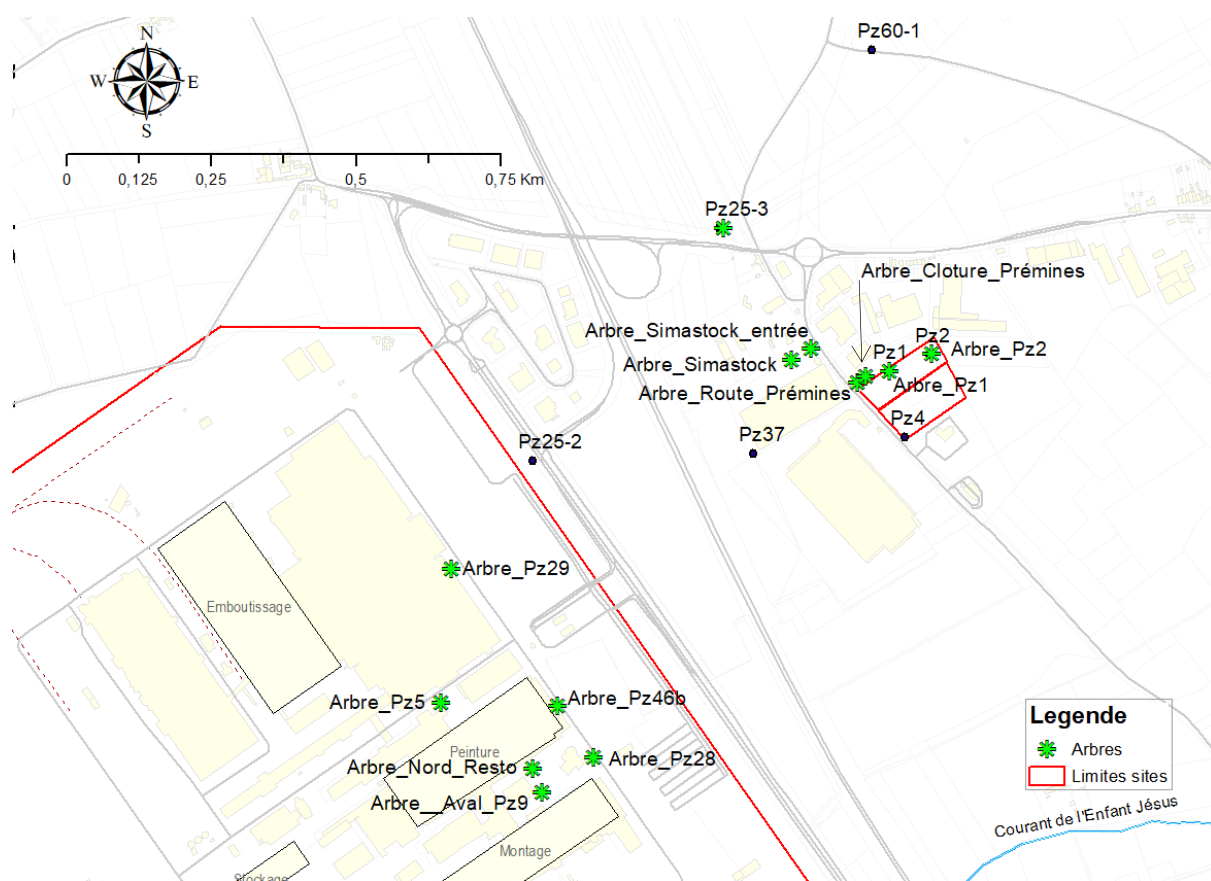 Pz60-1
N
W
E
S
0
0,125
0,25
0,5
0,75 Km
Pz25-3
Arbre_Cloture_Prémines
Arbre_Simastock_entrée
Pz2
Arbre_Pz2
Pz1
Arbre_Simastock
Arbre_Pz1
Arbre_Route_Prémines
Pz4
Pz25-2
Pz37
Arbre_Pz29
Emboutissage
Arbre_Pz5
Arbre_Pz46b
Legende
Arbres
Limites sites
Peinture
Arbre_Pz28
Arbre_Nord_Resto
Arbre__Aval_Pz9
Courant de l'Enfant Jésus
Montage
Stockage